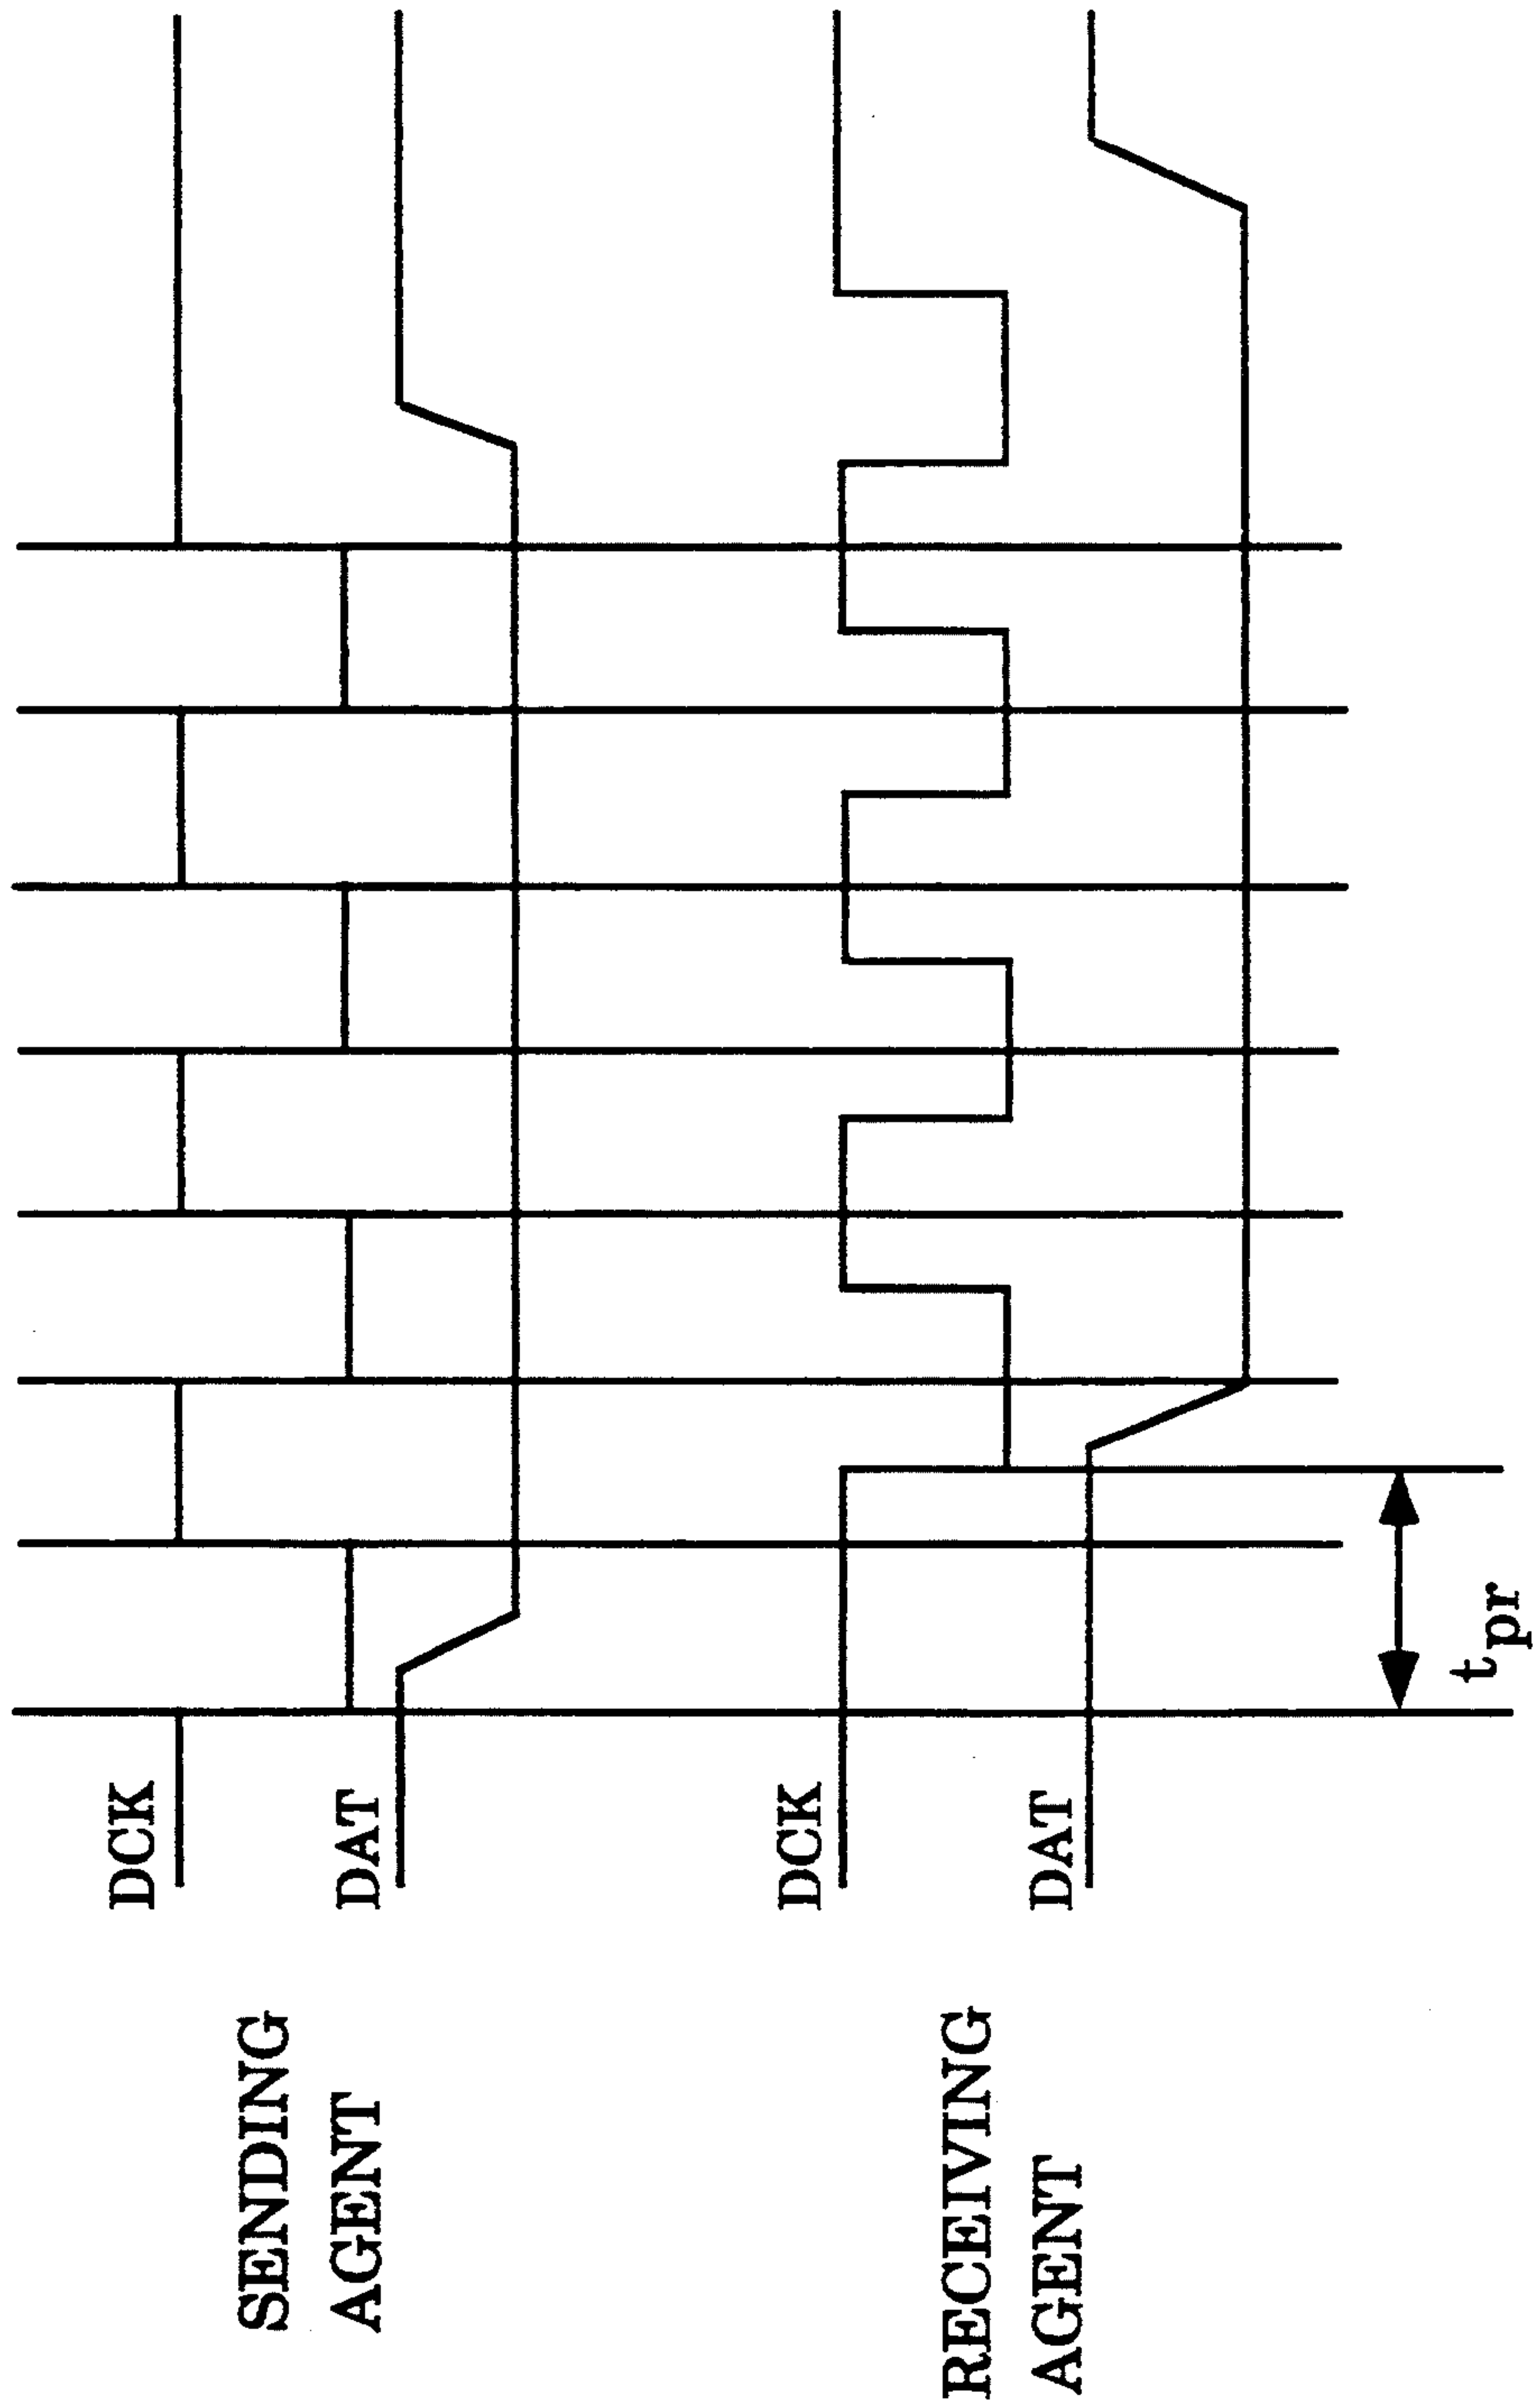 SENDING
AGENT
DCK
DAT
RECEIVING
AGENT
DCK
DAT
tpr